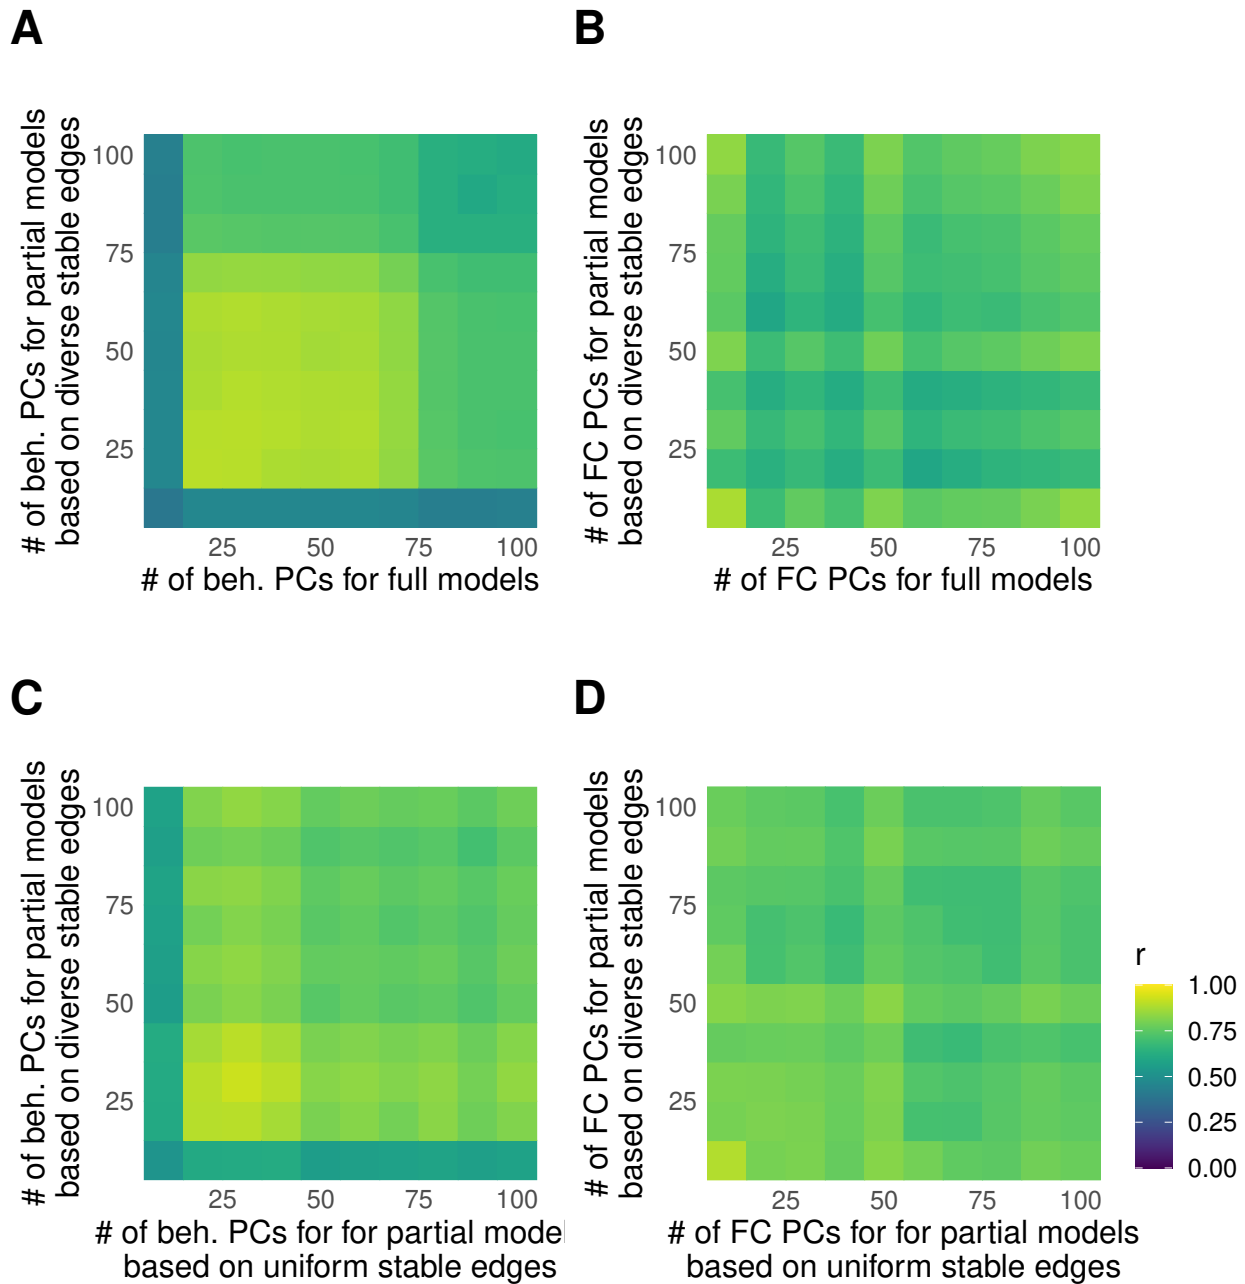 A
# of beh. PCs for partial models
based on diverse stable edges
100
75
50
25
25 50 75 100
# of beh. PCs for full models
B
# of FC PCs for partial models
based on diverse stable edges
100
75
50
25
25 50 75 100
# of FC PCs for full models
C
# of beh. PCs for partial models
based on diverse stable edges
100
75
50
25
25 50 75 100
# of beh. PCs for for partial model
based on uniform stable edges
D
# of FC PCs for partial models
based on diverse stable edges
100
75
50
25
25 50 75 100
# of FC PCs for for partial models
based on uniform stable edges
r
1.00
0.75
0.50
0.25
0.00